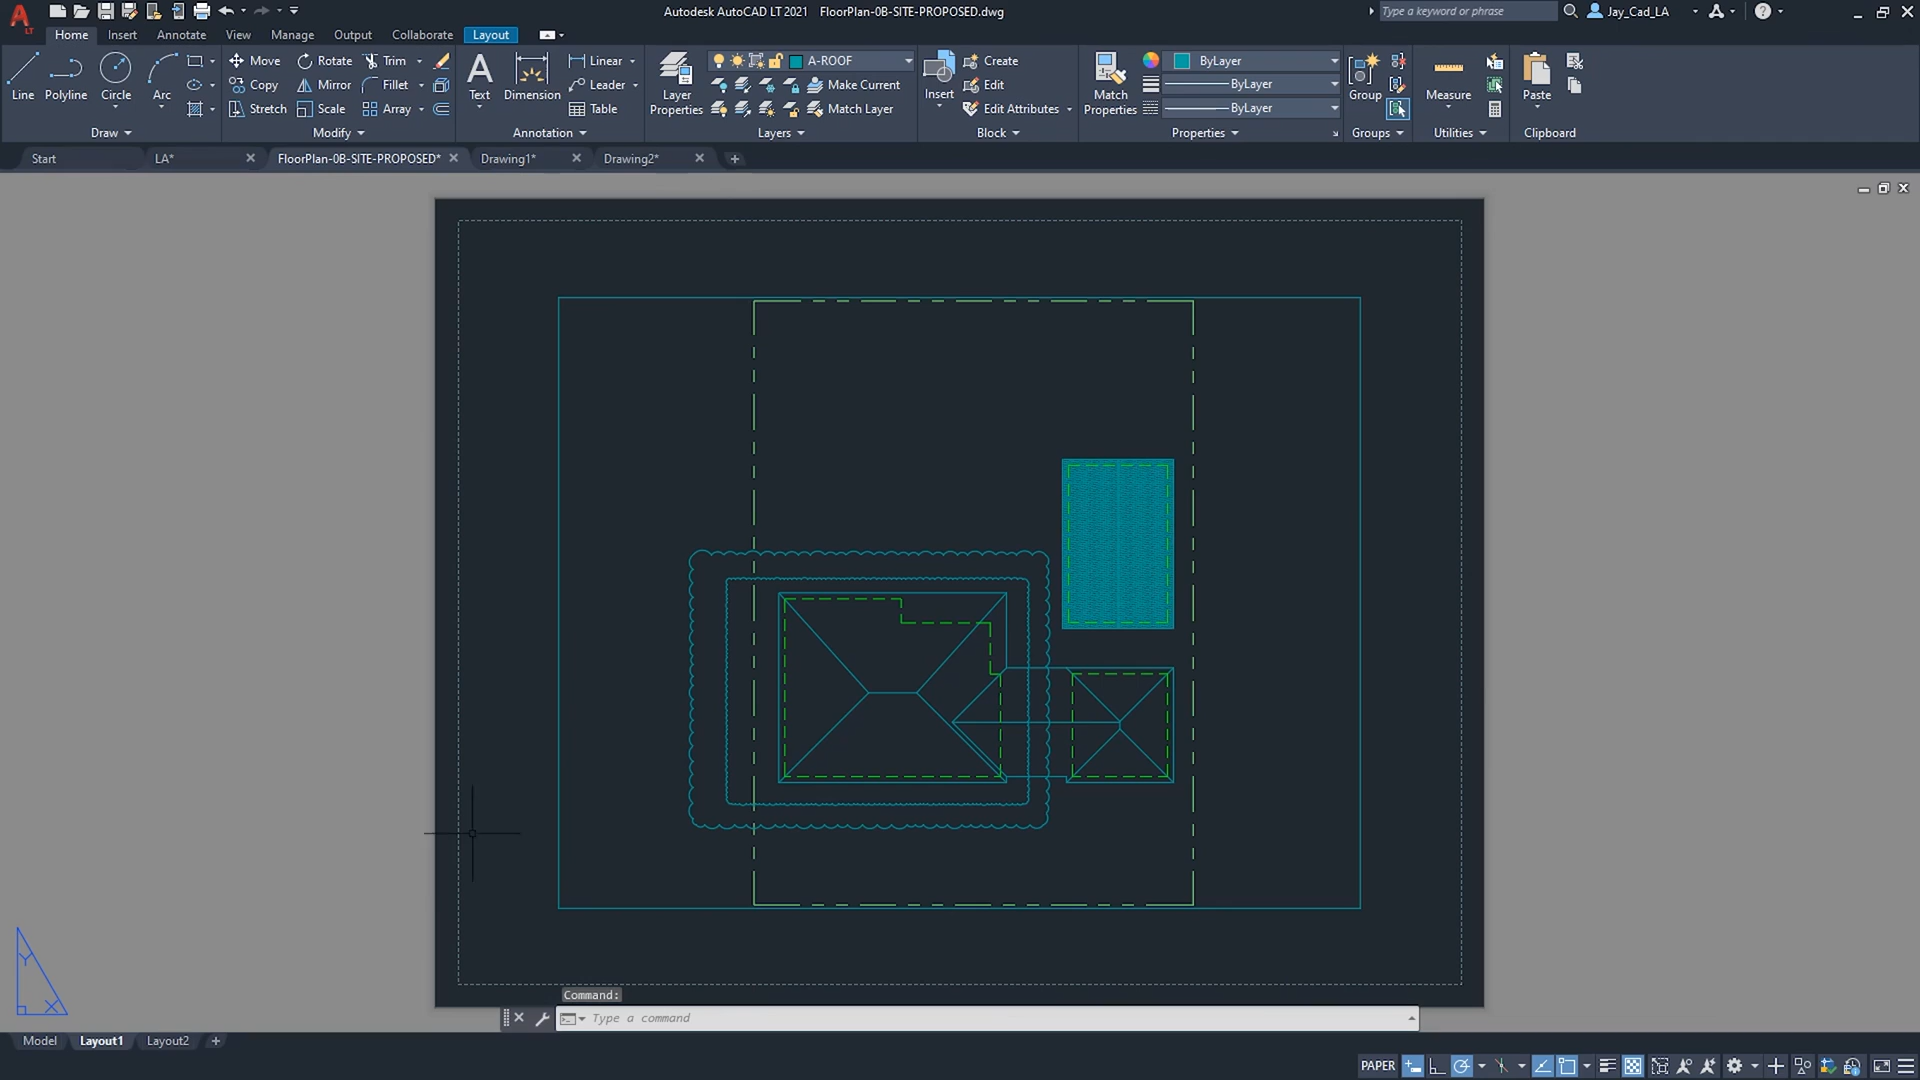 Autodesk AutoCAD LT 2021 FloorPlan-0B-SITE-PROPOSED.dwg
Type a keyword or phrase
Jay_Cad_LA
LT
Home Insert Annotate View Manage Output Collaborate Layout
Line Polyline Circle Arc
Move Rotate Trim
Copy Mirror Fillet
Stretch Scale Array
Text Dimension
Linear
Leader
Table
Layer Properties
A-ROOF
Make Current
Match Layer
Insert
Create
Edit
Edit Attributes
Match Properties
ByLayer
ByLayer
ByLayer
Group
Measure
Paste
Draw Modify Annotation Layers Block Properties Groups Utilities Clipboard
Start LA* FloorPlan-0B-SITE-PROPOSED* Drawing1* Drawing2*
Y
X
Command:
Type a command
Model Layout1 Layout2
PAPER